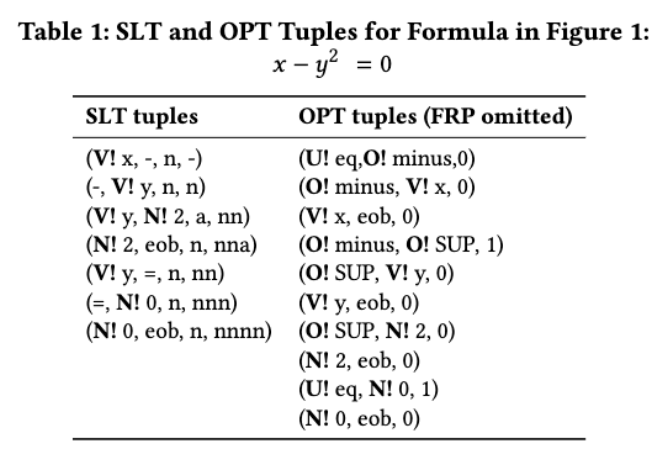 Table 1: SLT and OPT Tuples for Formula in Figure 1:
x − y² = 0
SLT tuples OPT tuples (FRP omitted)
(V! x, -, n, -) (U! eq,O! minus,0)
(-, V! y, n, n) (O! minus, V! x, 0)
(V! y, N! 2, a, nn) (V! x, eob, 0)
(N! 2, eob, n, nna) (O! minus, O! SUP, 1)
(V! y, =, n, nn) (O! SUP, V! y, 0)
(=, N! 0, n, nnn) (V! y, eob, 0)
(N! 0, eob, n, nnnn) (O! SUP, N! 2, 0)
(N! 2, eob, 0)
(U! eq, N! 0, 1)
(N! 0, eob, 0)